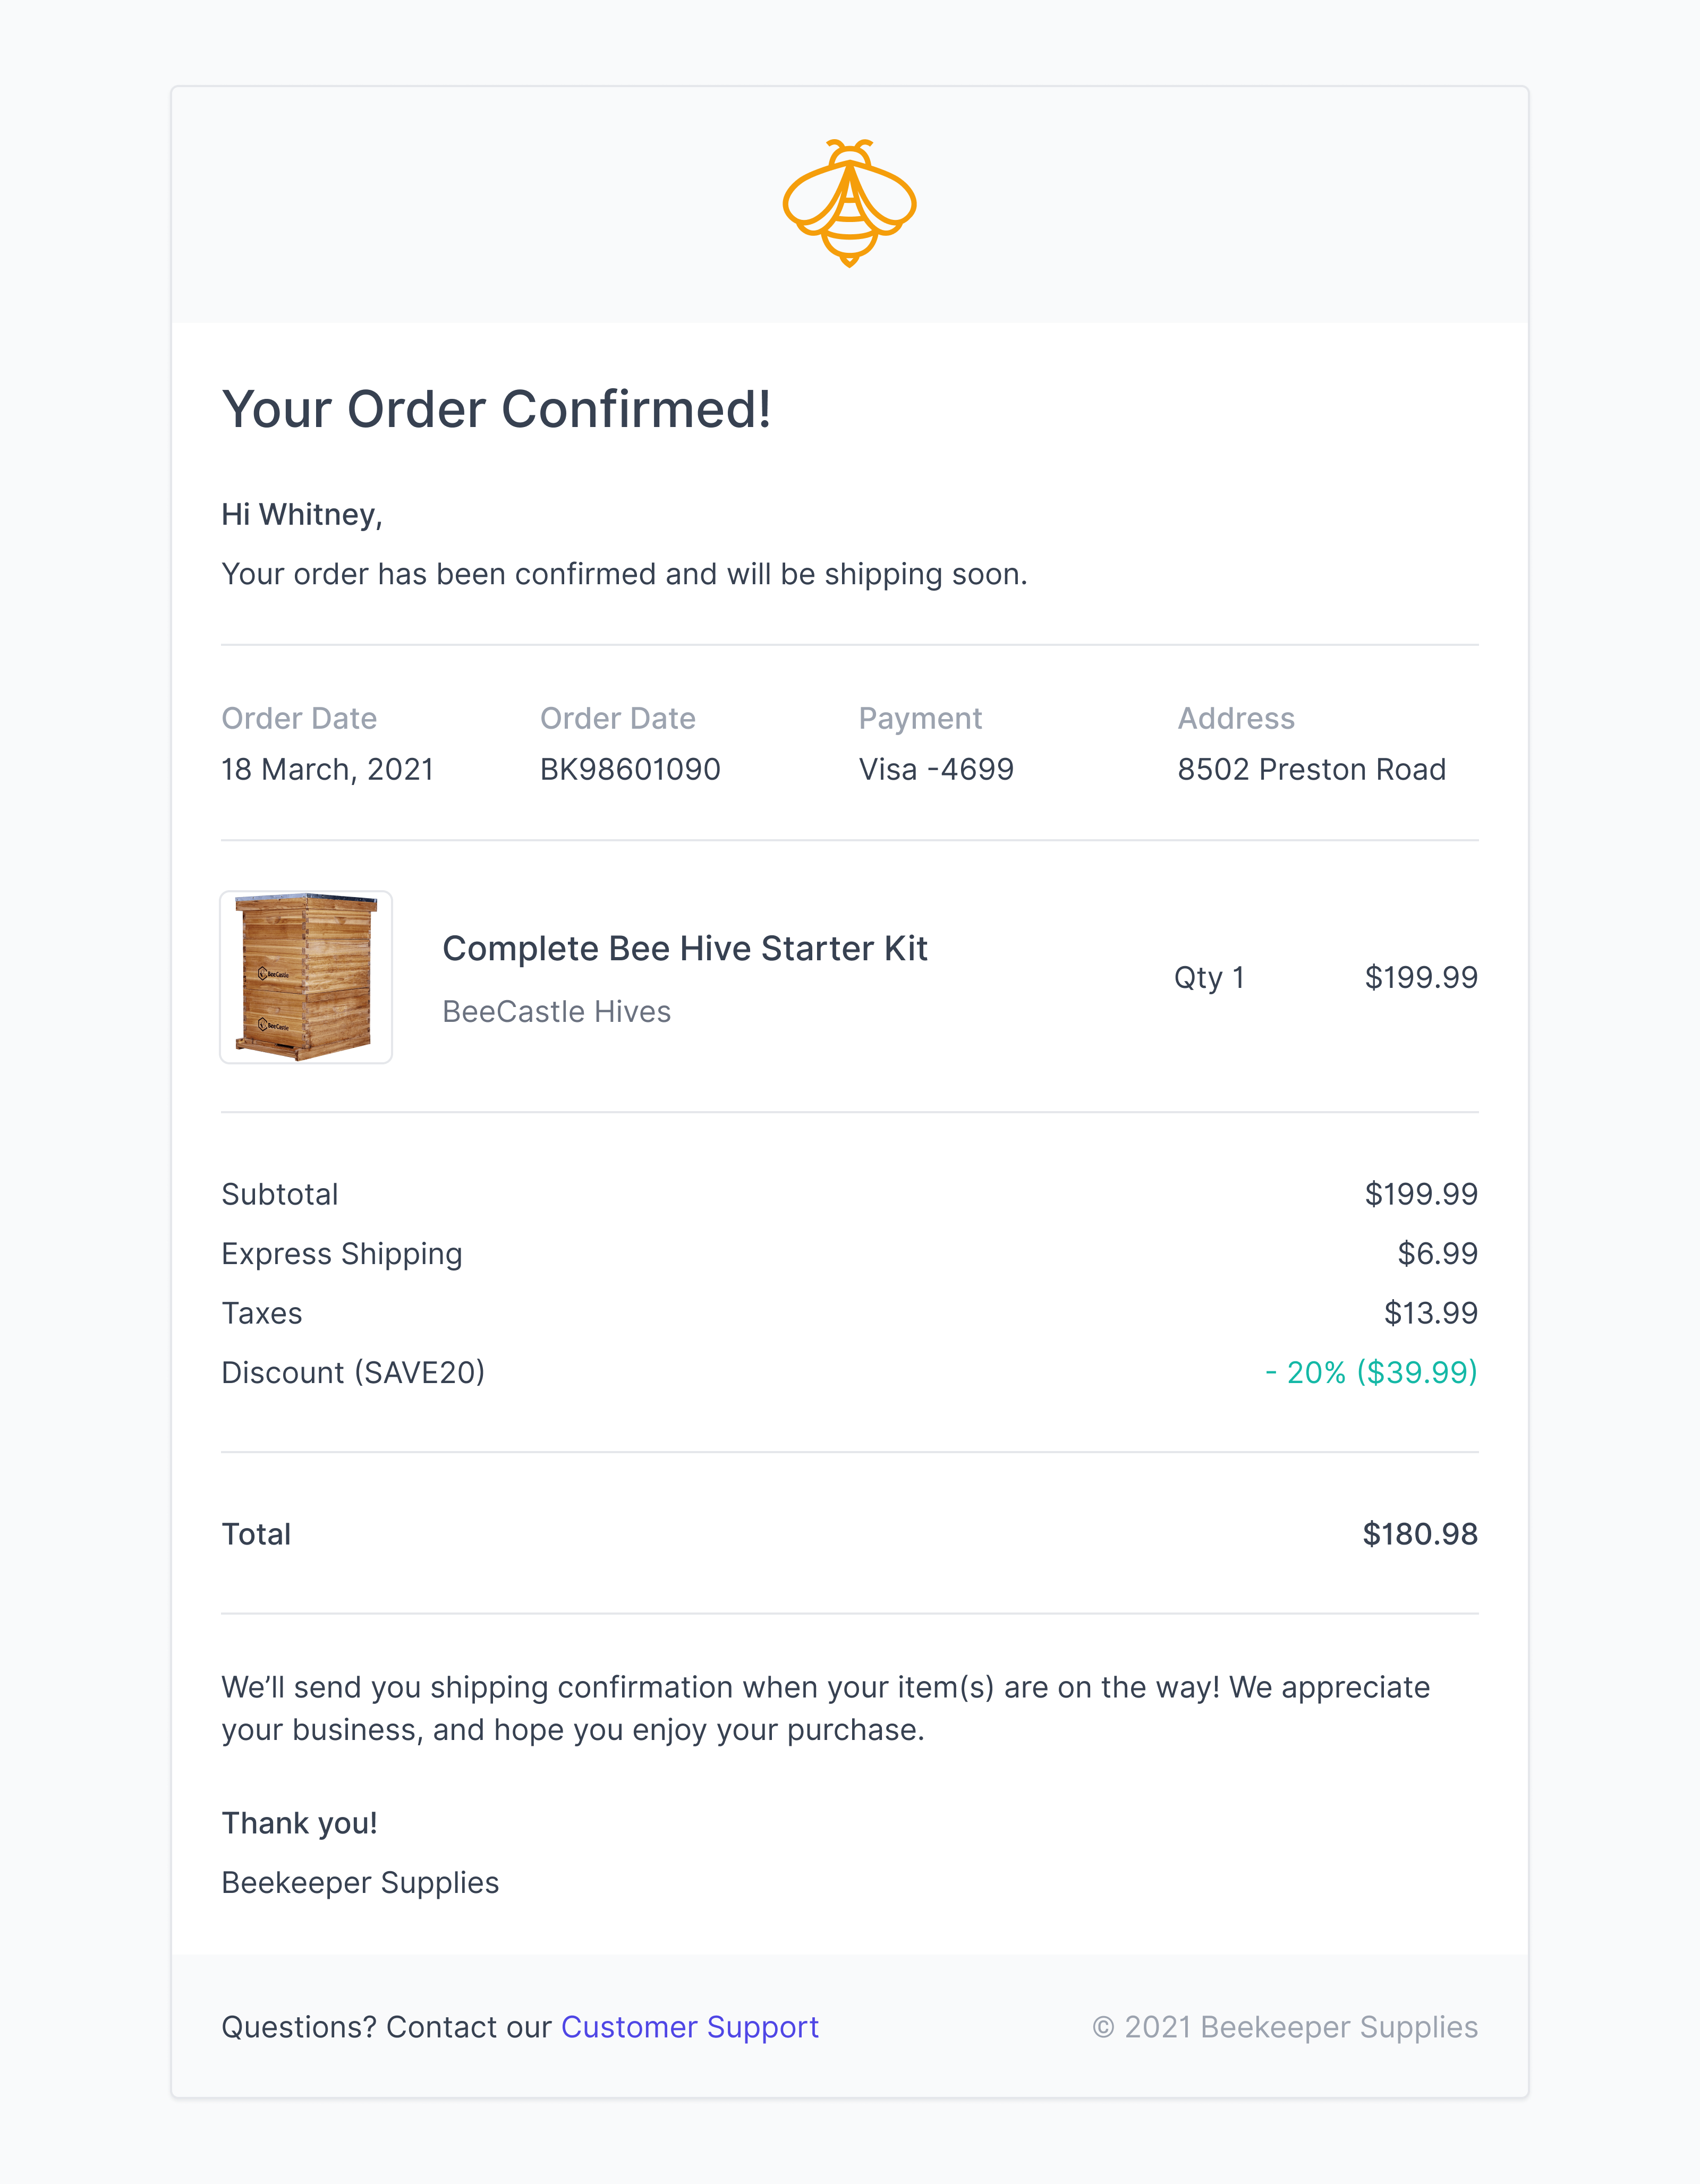 Your Order Confirmed!
Hi Whitney,
Your order has been confirmed and will be shipping soon.
Order Date Order Date Payment Address
18 March, 2021 BK98601090 Visa -4699 8502 Preston Road
BeeCastle
BeeCastle
Complete Bee Hive Starter Kit
BeeCastle Hives
Qty 1 $199.99
Subtotal $199.99
Express Shipping $6.99
Taxes $13.99
Discount (SAVE20) - 20% ($39.99)
Total $180.98
We’ll send you shipping confirmation when your item(s) are on the way! We appreciate
your business, and hope you enjoy your purchase.
Thank you!
Beekeeper Supplies
Questions? Contact our Customer Support © 2021 Beekeeper Supplies